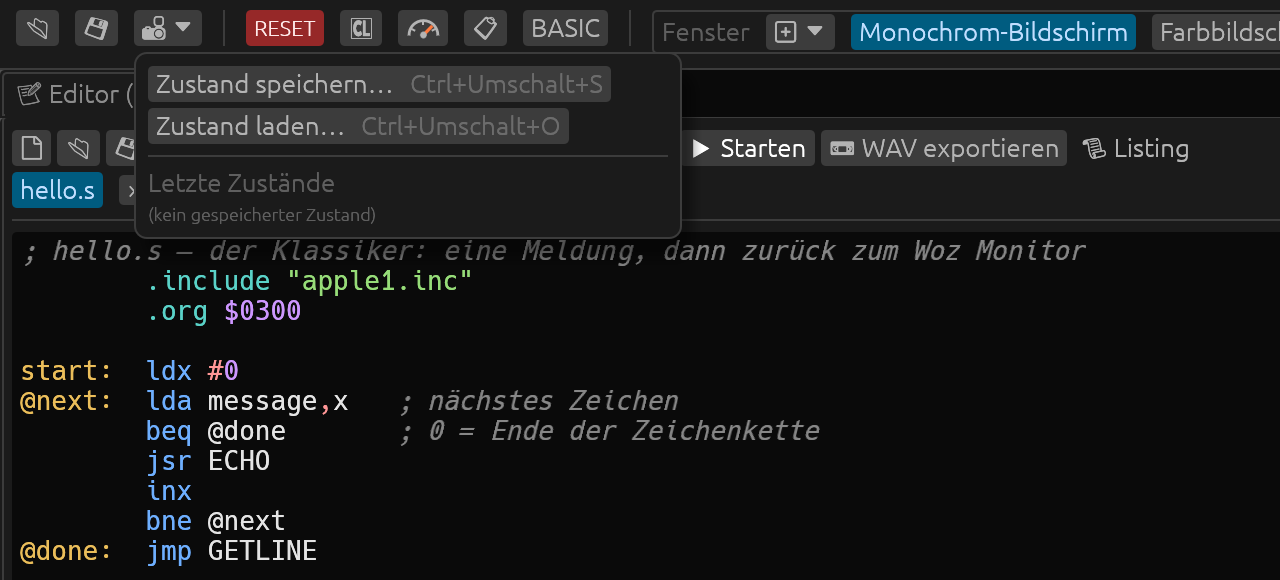 RESET CL BASIC Fenster Monochrom-Bildschirm Farbbildsc
Zustand speichern... Ctrl+Umschalt+S
Zustand laden... Ctrl+Umschalt+O
Letzte Zustände
(kein gespeicherter Zustand)
Editor (
Starten WAV exportieren Listing
hello.s ×
; hello.s — der Klassiker: eine Meldung, dann zurück zum Woz Monitor
.include "apple1.inc"
.org $0300
start: ldx #0
@next: lda message,x ; nächstes Zeichen
beq @done ; 0 = Ende der Zeichenkette
jsr ECHO
inx
bne @next
@done: jmp GETLINE